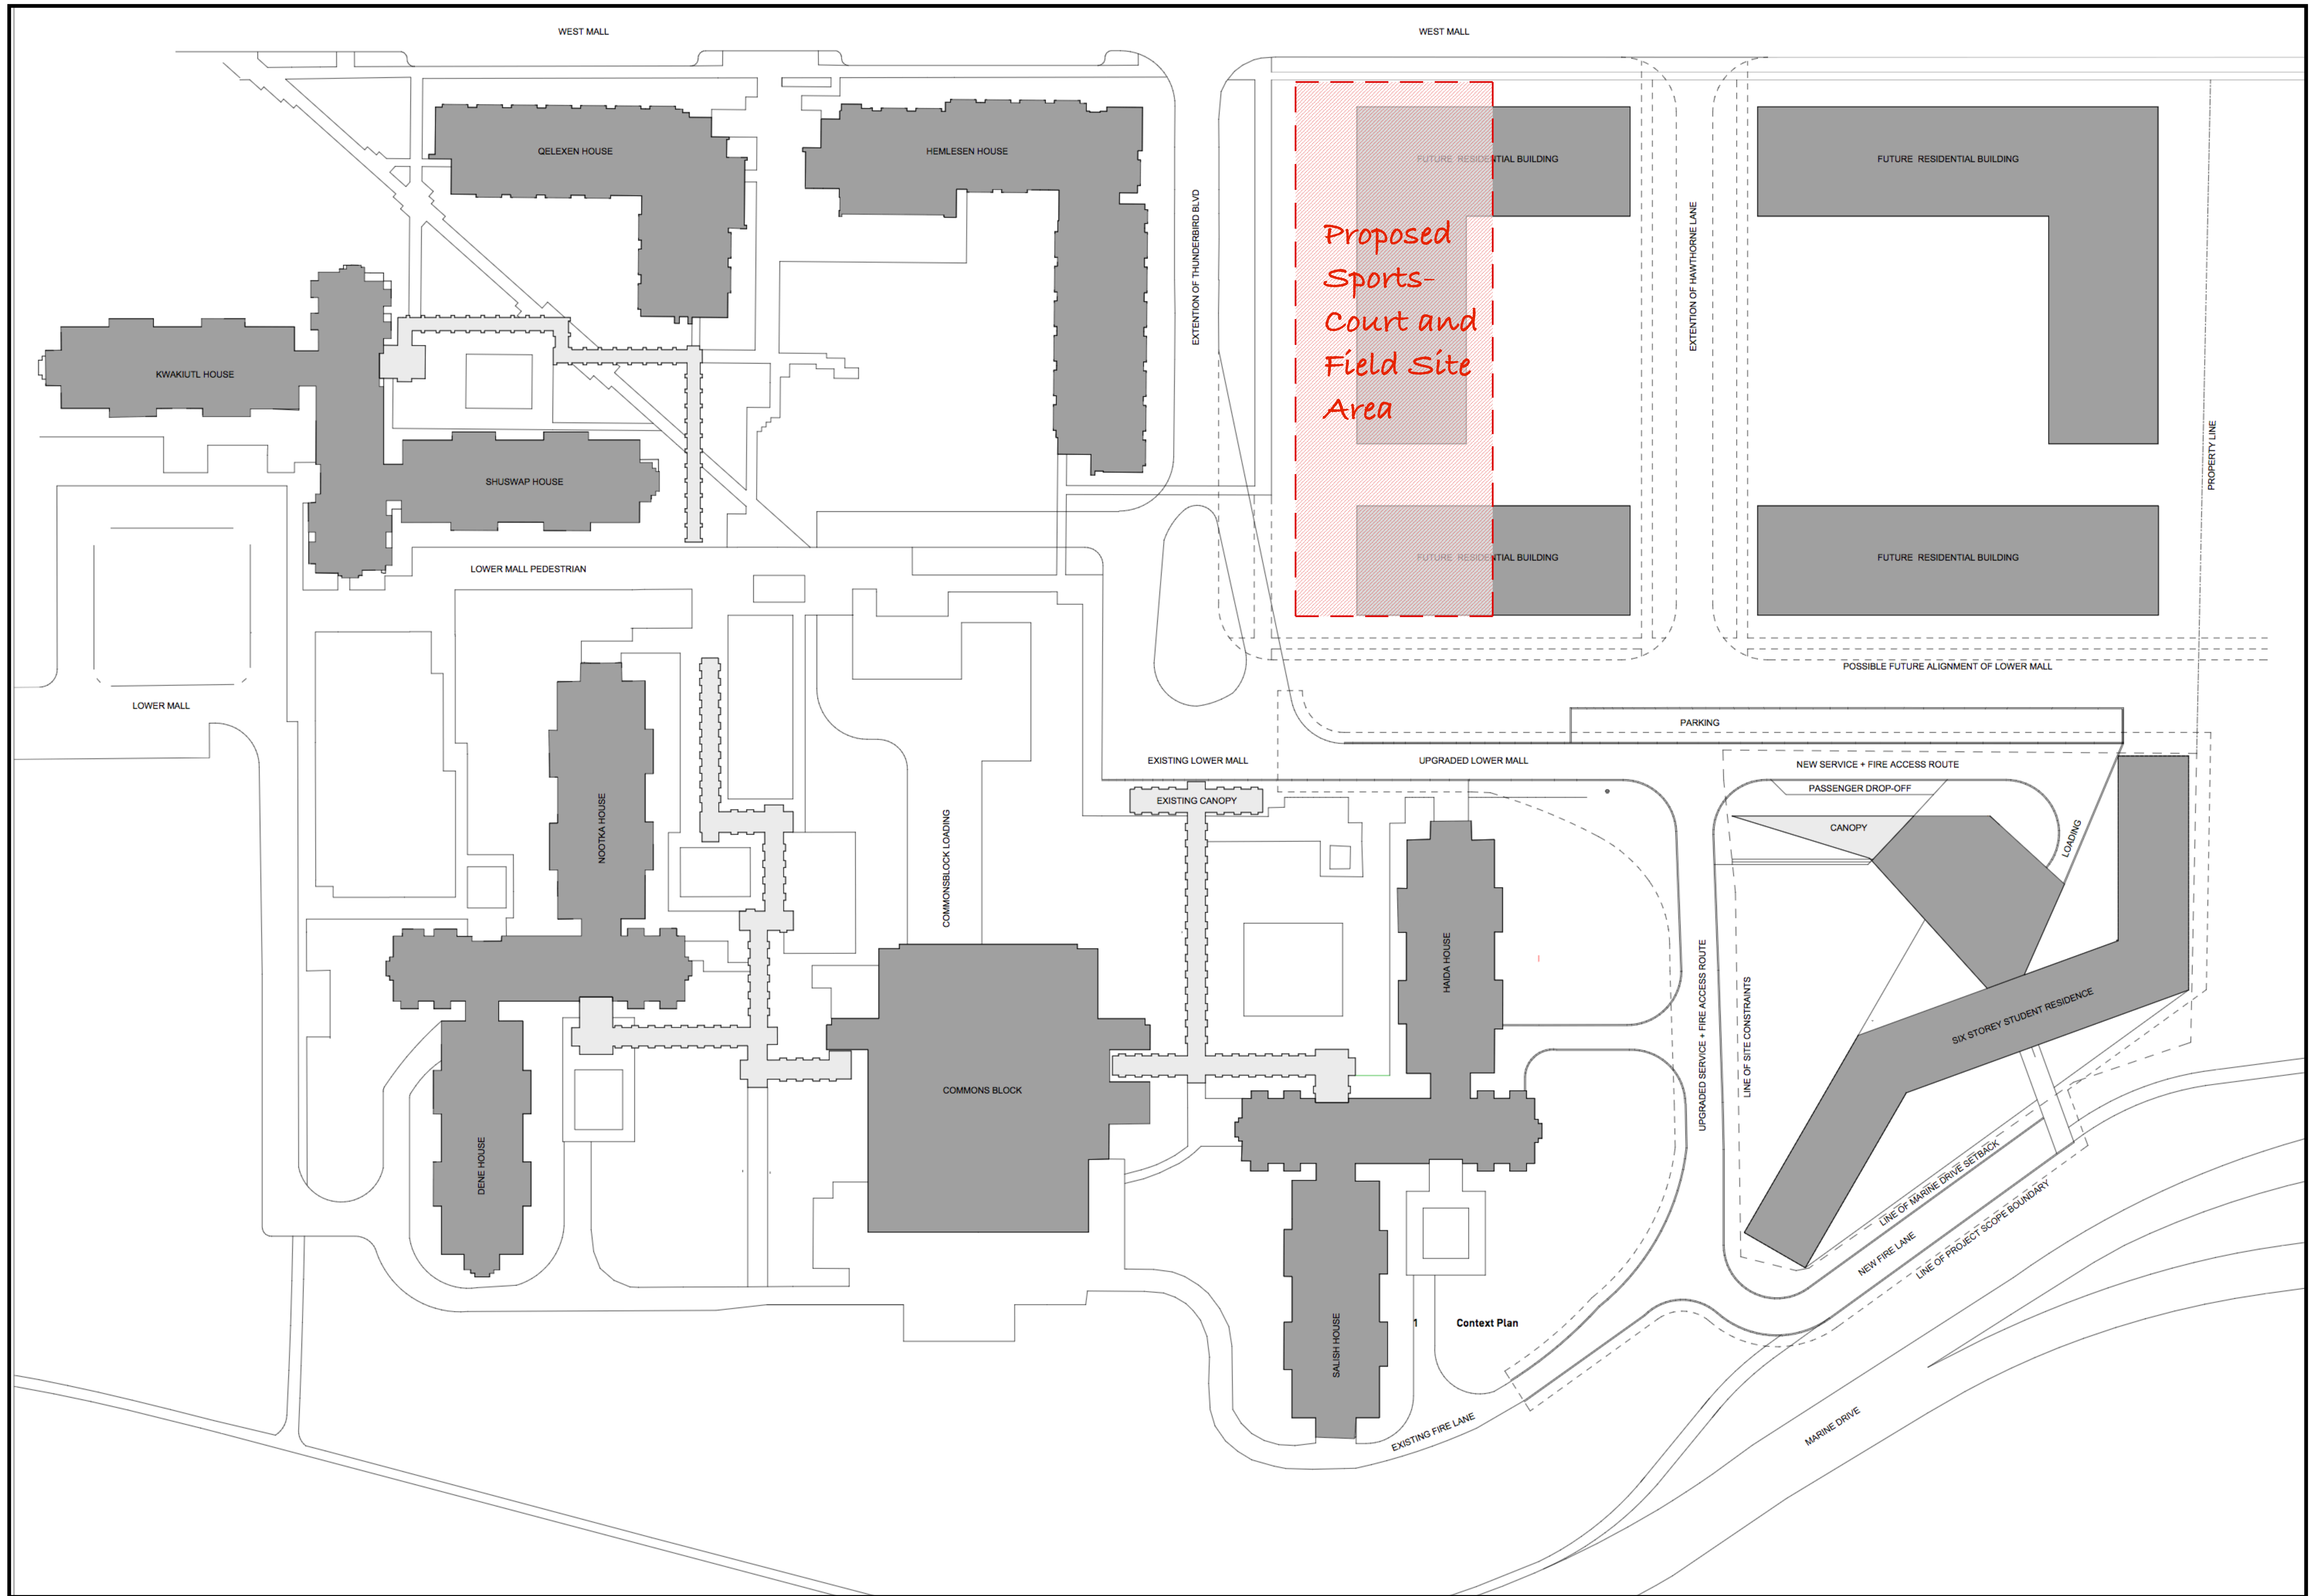 WEST MALL
WEST MALL
QELEXEN HOUSE
HEMLESEN HOUSE
FUTURE RESIDENTIAL BUILDING
FUTURE RESIDENTIAL BUILDING
EXTENTION OF THUNDERBIRD BLVD
EXTENTION OF HAWTHORNE LANE
Proposed
Sports-
Court and
Field Site
Area
KWAKIUTL HOUSE
SHUSWAP HOUSE
PROPERTY LINE
FUTURE RESIDENTIAL BUILDING
FUTURE RESIDENTIAL BUILDING
LOWER MALL PEDESTRIAN
POSSIBLE FUTURE ALIGNMENT OF LOWER MALL
LOWER MALL
PARKING
EXISTING LOWER MALL
UPGRADED LOWER MALL
NEW SERVICE + FIRE ACCESS ROUTE
PASSENGER DROP-OFF
EXISTING CANOPY
CANOPY
LOADING
NOOTKA HOUSE
COMMONSBLOCK LOADING
HAIDA HOUSE
UPGRADED SERVICE + FIRE ACCESS ROUTE
LINE OF SITE CONSTRAINTS
SIX STOREY STUDENT RESIDENCE
COMMONS BLOCK
DENE HOUSE
LINE OF MARINE DRIVE SETBACK
NEW FIRE LANE
LINE OF PROJECT SCOPE BOUNDARY
SALISH HOUSE
1 Context Plan
EXISTING FIRE LANE
MARINE DRIVE